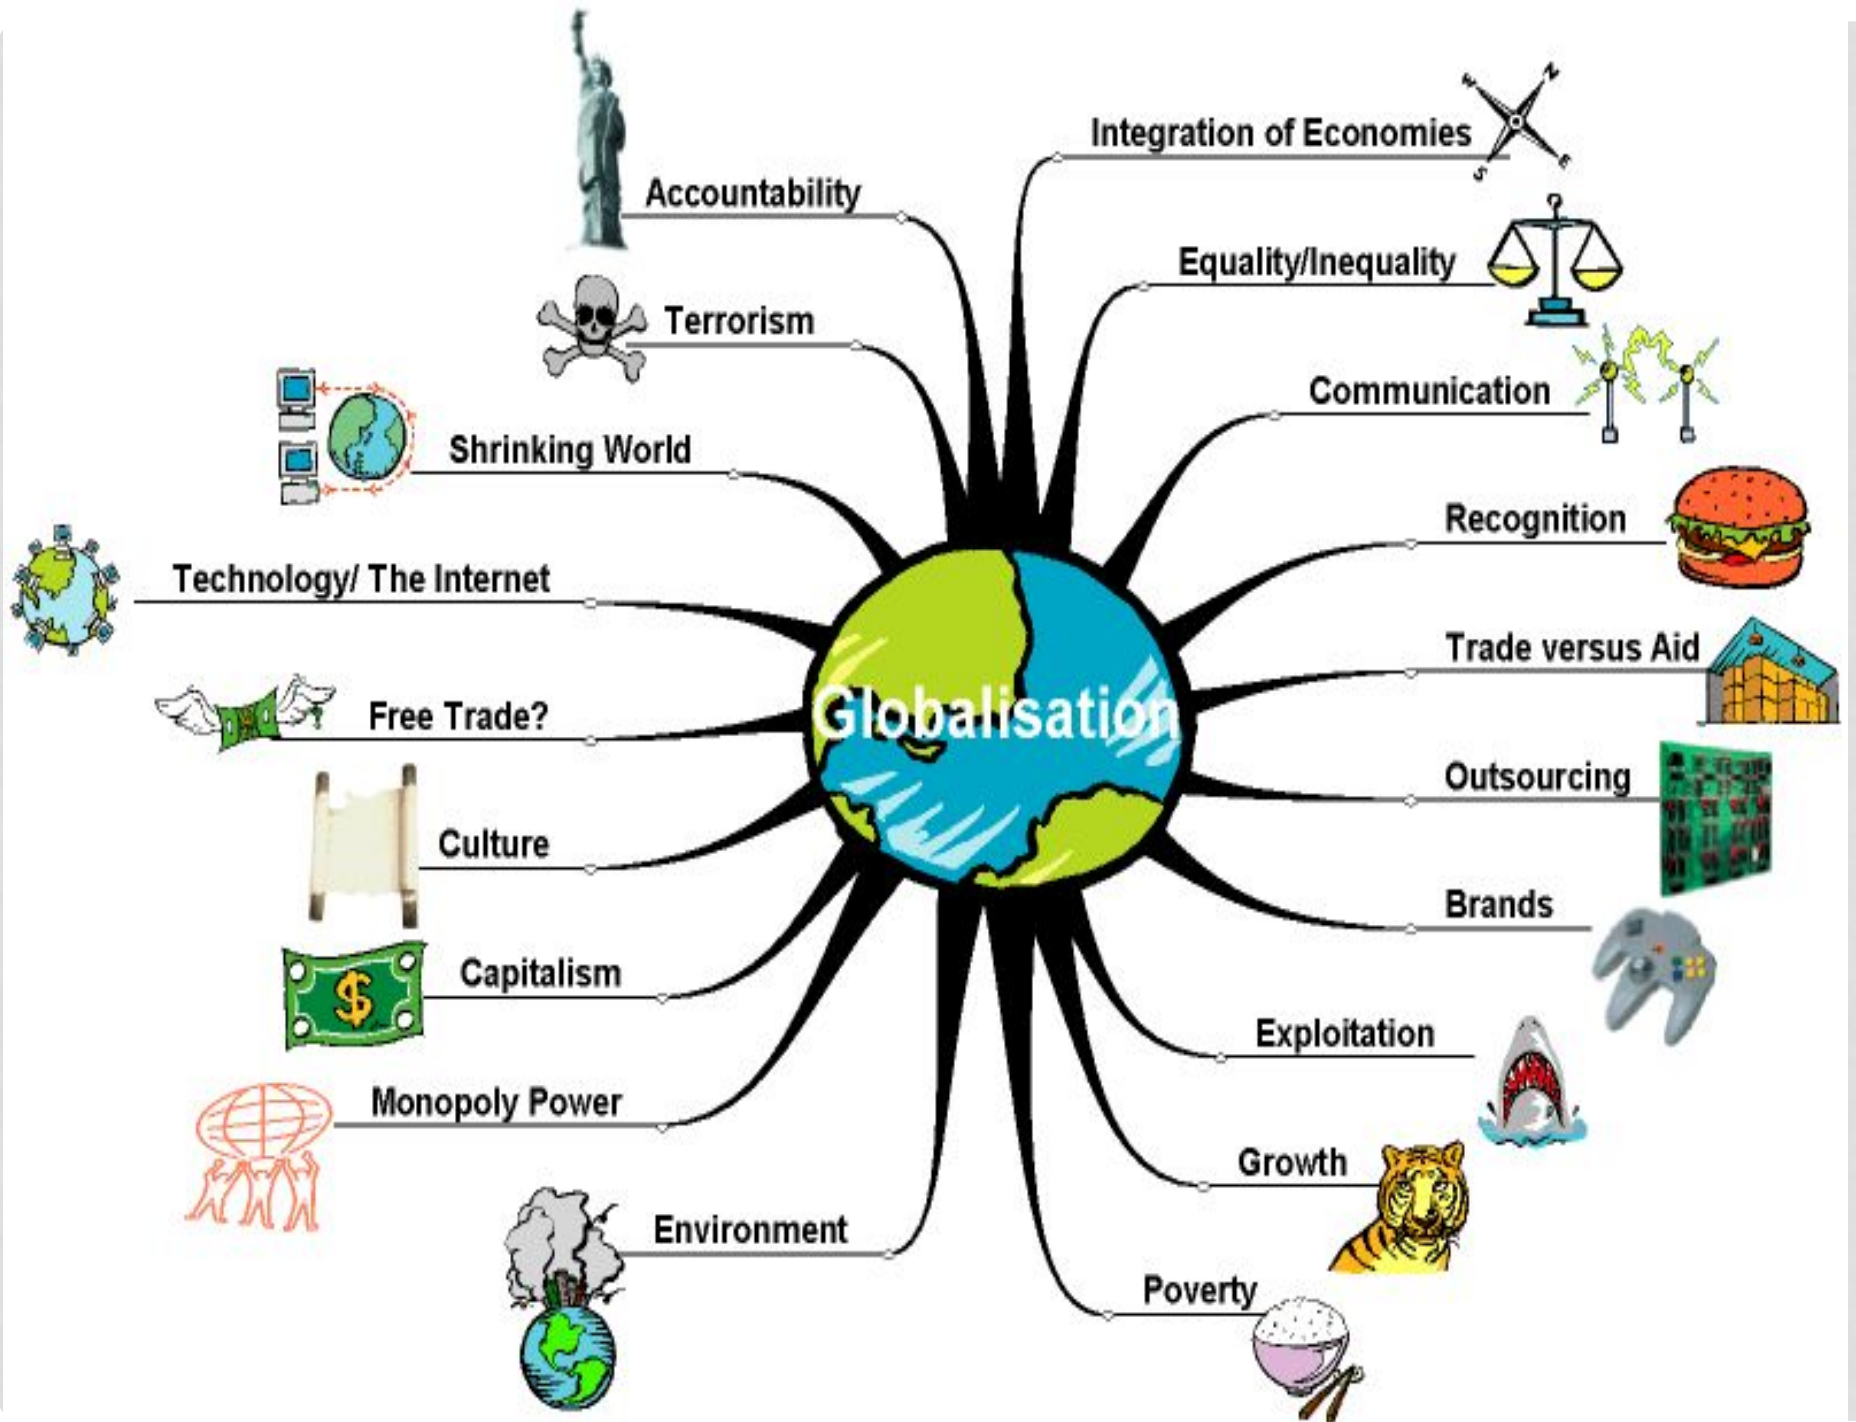 Integration of Economies
N
W
E
S
Accountability
Equality/Inequality
Terrorism
Communication
Shrinking World
Recognition
Technology/ The Internet
Trade versus Aid
Free Trade?
Globalisation
Outsourcing
Culture
Brands
Capitalism
$
Exploitation
Monopoly Power
Growth
Environment
Poverty